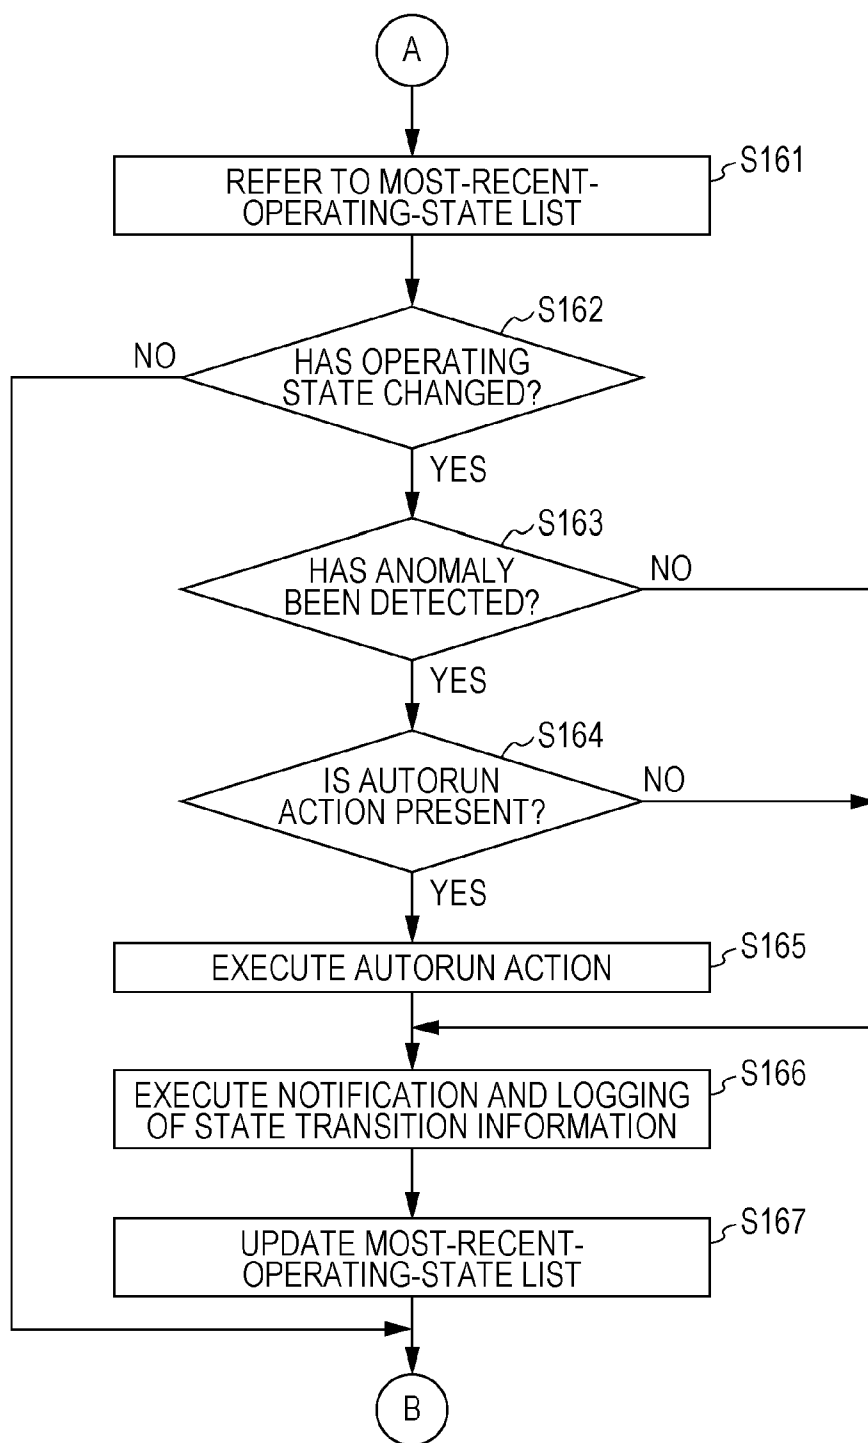 A
S161
REFER TO MOST-RECENT-
OPERATING-STATE LIST
S162
NO
HAS OPERATING
STATE CHANGED?
YES
S163
HAS ANOMALY
BEEN DETECTED?
NO
YES
S164
IS AUTORUN
ACTION PRESENT?
NO
YES
S165
EXECUTE AUTORUN ACTION
S166
EXECUTE NOTIFICATION AND LOGGING
OF STATE TRANSITION INFORMATION
S167
UPDATE MOST-RECENT-
OPERATING-STATE LIST
B